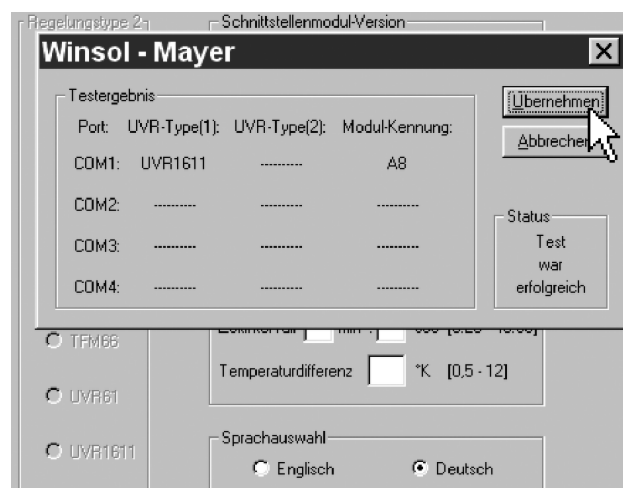 Regelungstype 2 Schnittstellenmodul-Version
Winsol - Mayer
Testergebnis
Port: UVR-Type(1): UVR-Type(2): Modul-Kennung:
COM1: UVR1611 ---------- A8
COM2: ---------- ---------- ----------
COM3: ---------- ---------- ----------
COM4: ---------- ---------- ----------
Übernehmen
Abbrechen
Status
Test
war
erfolgreich
TFM66
Temperaturdifferenz °K [0,5 - 12]
UVR61
UVR1611
Sprachauswahl
Englisch Deutsch